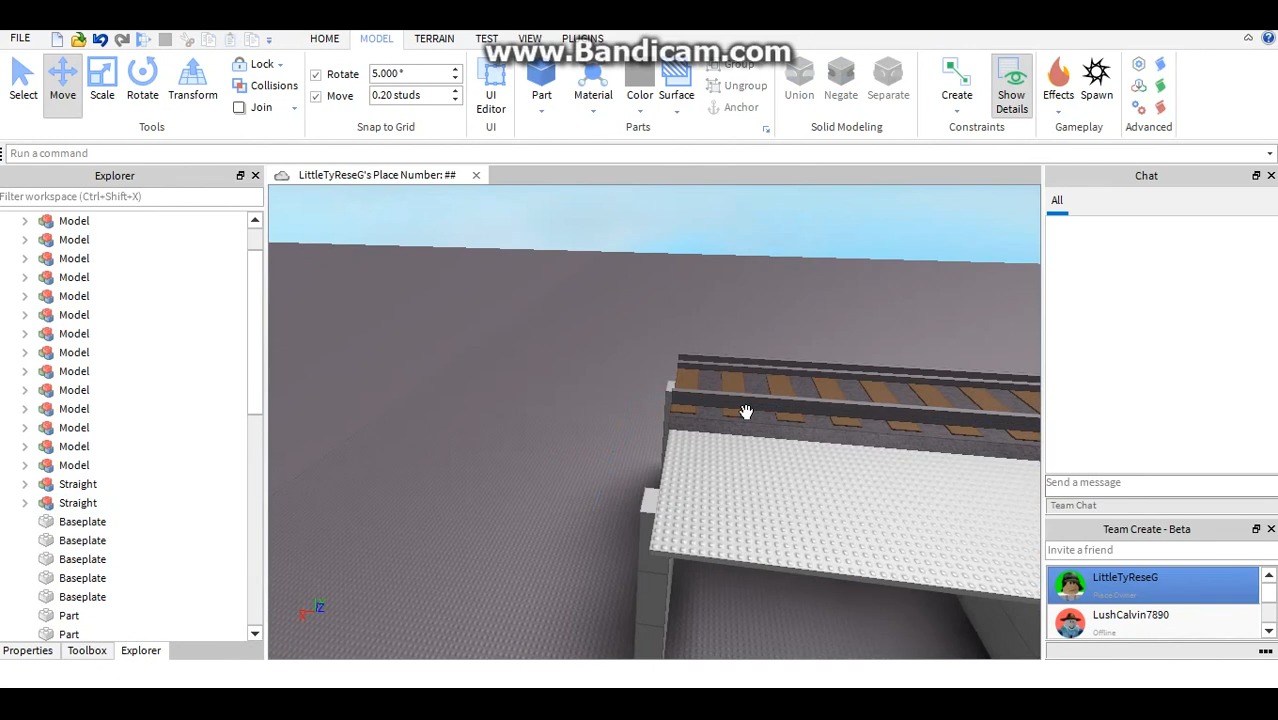 FILE
HOME
MODEL
TERRAIN
TEST
VIEW
PLUGINS
www.Bandicam.com
Select
Move
Scale
Rotate
Transform
Lock
Collisions
Join
Tools
Rotate
5.000 °
Move
0.20 studs
Snap to Grid
UI
Editor
UI
Part
Material
Color
Surface
Group
Ungroup
Anchor
Parts
Union
Negate
Separate
Solid Modeling
Create
Show
Details
Constraints
Effects
Spawn
Gameplay
Advanced
Run a command
Explorer
Filter workspace (Ctrl+Shift+X)
Model
Model
Model
Model
Model
Model
Model
Model
Model
Model
Model
Model
Model
Model
Straight
Straight
Baseplate
Baseplate
Baseplate
Baseplate
Baseplate
Part
Part
Properties
Toolbox
Explorer
LittleTyReseG's Place Number: ##
Chat
All
Send a message
Team Chat
Team Create - Beta
Invite a friend
LittleTyReseG
Place Owner
LushCalvin7890
Offline